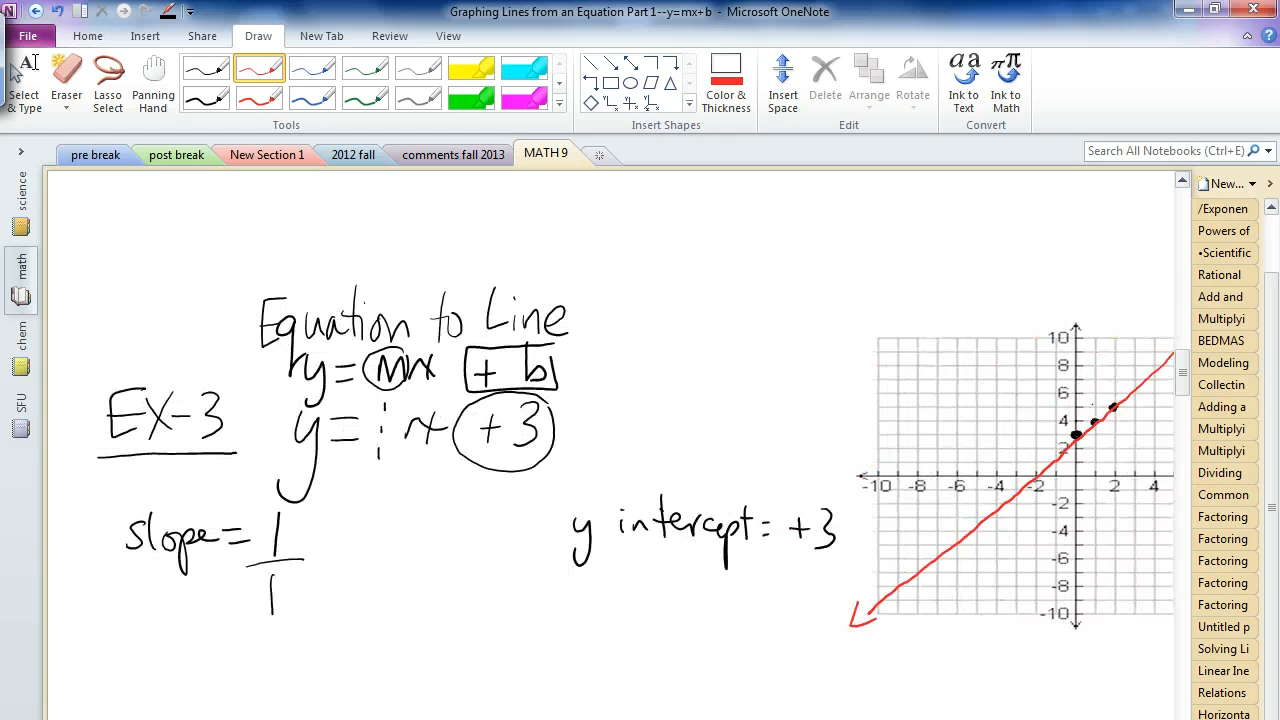 Graphing Lines from an Equation Part 1--y=mx+b - Microsoft OneNote
File Home Insert Share Draw New Tab Review View
Select & Type
Eraser
Lasso Select
Panning Hand
Color & Thickness
Insert Space
Delete
Arrange
Rotate
Ink to Text
Ink to Math
Tools Insert Shapes Edit Convert
pre break post break New Section 1 2012 fall comments fall 2013 MATH 9 Search All Notebooks (Ctrl+E)
science
math
chem
SFU
New...
/Exponen
Powers of
•Scientific
Rational
Add and
Multiplyi
BEDMAS
Modeling
Collectin
Adding a
Multiplyi
Multiplyi
Dividing
Common
Factoring
Factoring
Factoring
Factoring
Factoring
Untitled p
Solving Li
Linear Ine
Relations
Horizonta
Equation to Line
y = mx + b
EX-3
y = 1x + 3
slope = 1/1
y intercept = +3
10
8
6
4
2
-10 -8 -6 -4 -2 2 4
-2
-4
-6
-8
-10